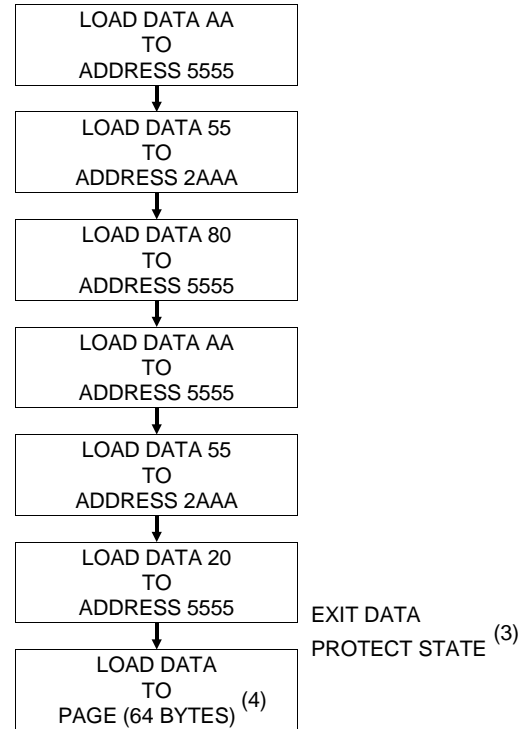 LOAD DATA AA
TO
ADDRESS 5555
LOAD DATA 55
TO
ADDRESS 2AAA
LOAD DATA 80
TO
ADDRESS 5555
LOAD DATA AA
TO
ADDRESS 5555
LOAD DATA 55
TO
ADDRESS 2AAA
LOAD DATA 20
TO
ADDRESS 5555
EXIT DATA
PROTECT STATE (3)
LOAD DATA
TO
PAGE (64 BYTES) (4)